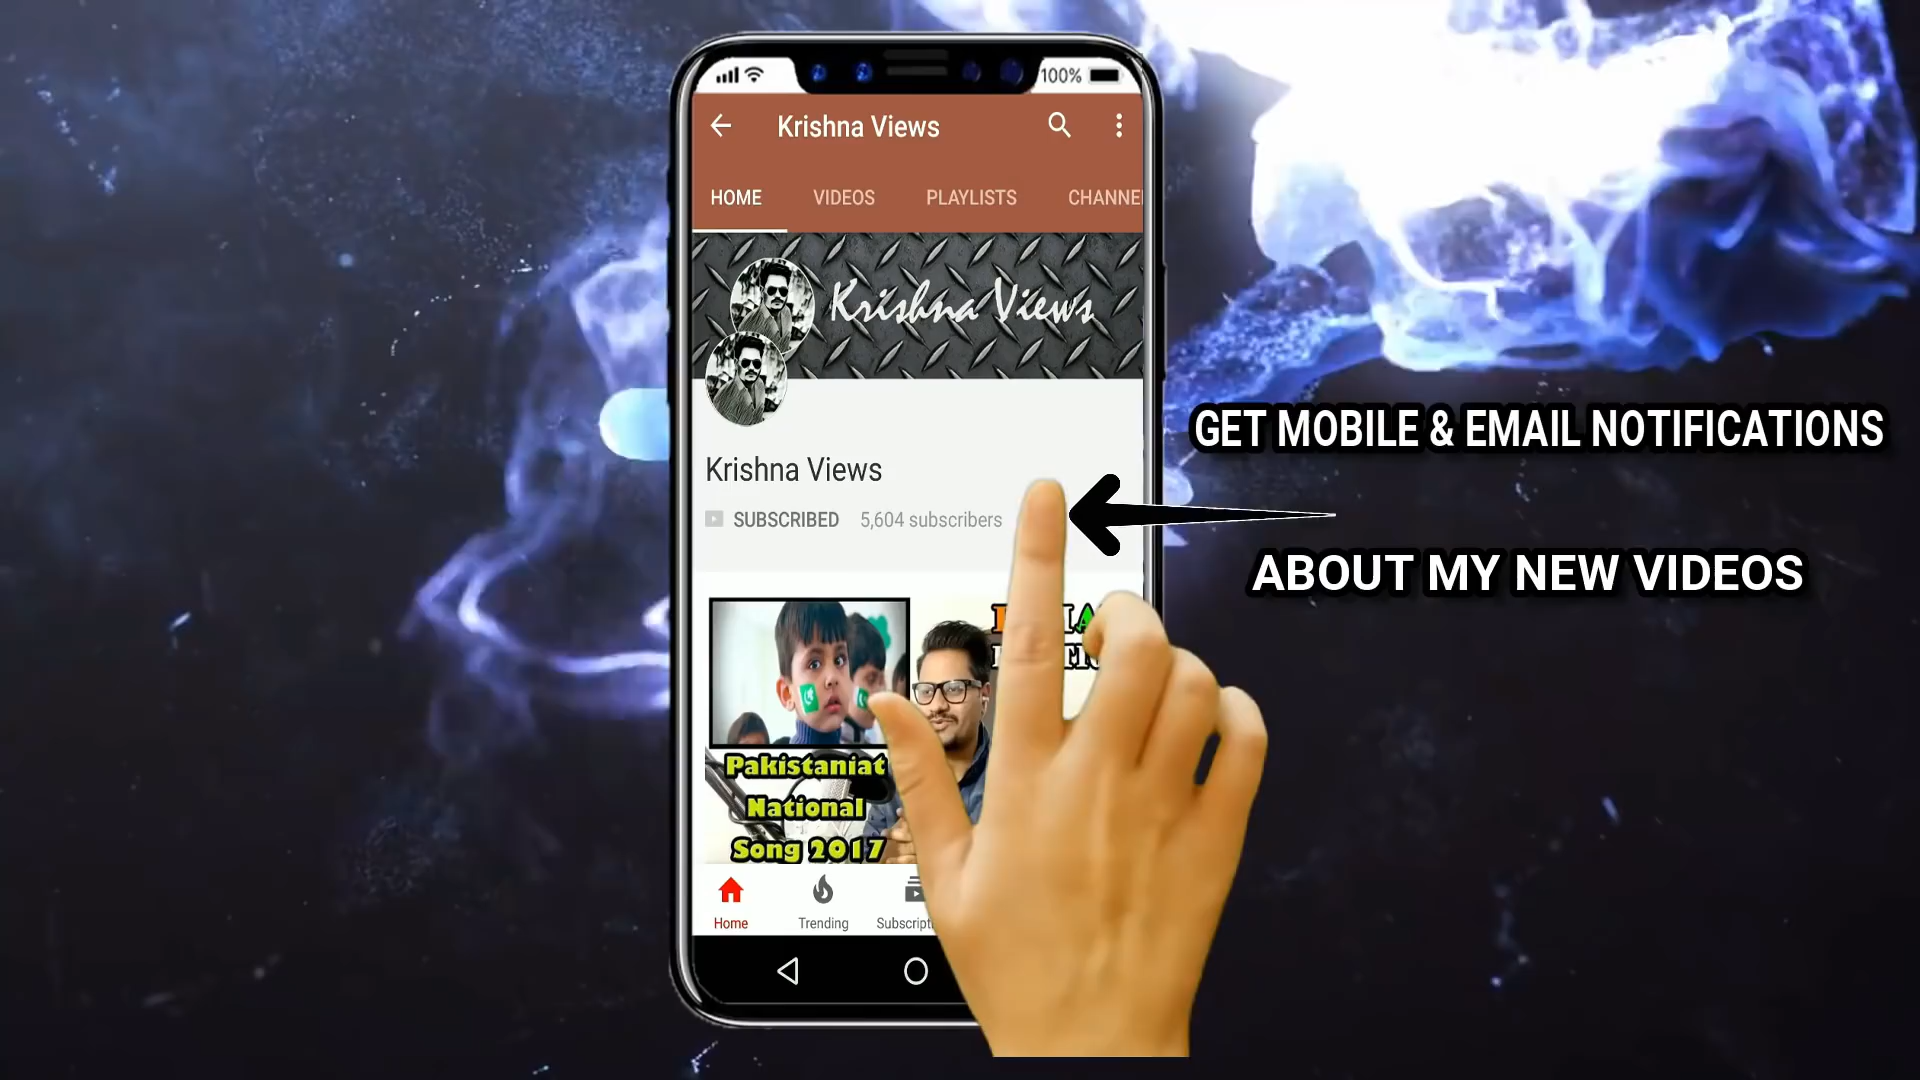 100%
Krishna Views
HOME VIDEOS PLAYLISTS CHANNE
Krishna Views
Krishna Views
SUBSCRIBED 5,604 subscribers
GET MOBILE & EMAIL NOTIFICATIONS
ABOUT MY NEW VIDEOS
Pakistaniat
National
Song 2017
Home Trending Subscript